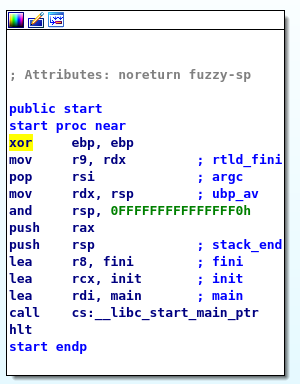 ; Attributes: noreturn fuzzy-sp
public start
start proc near
xor ebp, ebp
mov r9, rdx ; rtld_fini
pop rsi ; argc
mov rdx, rsp ; ubp_av
and rsp, 0FFFFFFFFFFFFFFF0h
push rax
push rsp ; stack_end
lea r8, fini ; fini
lea rcx, init ; init
lea rdi, main ; main
call cs:__libc_start_main_ptr
hlt
start endp